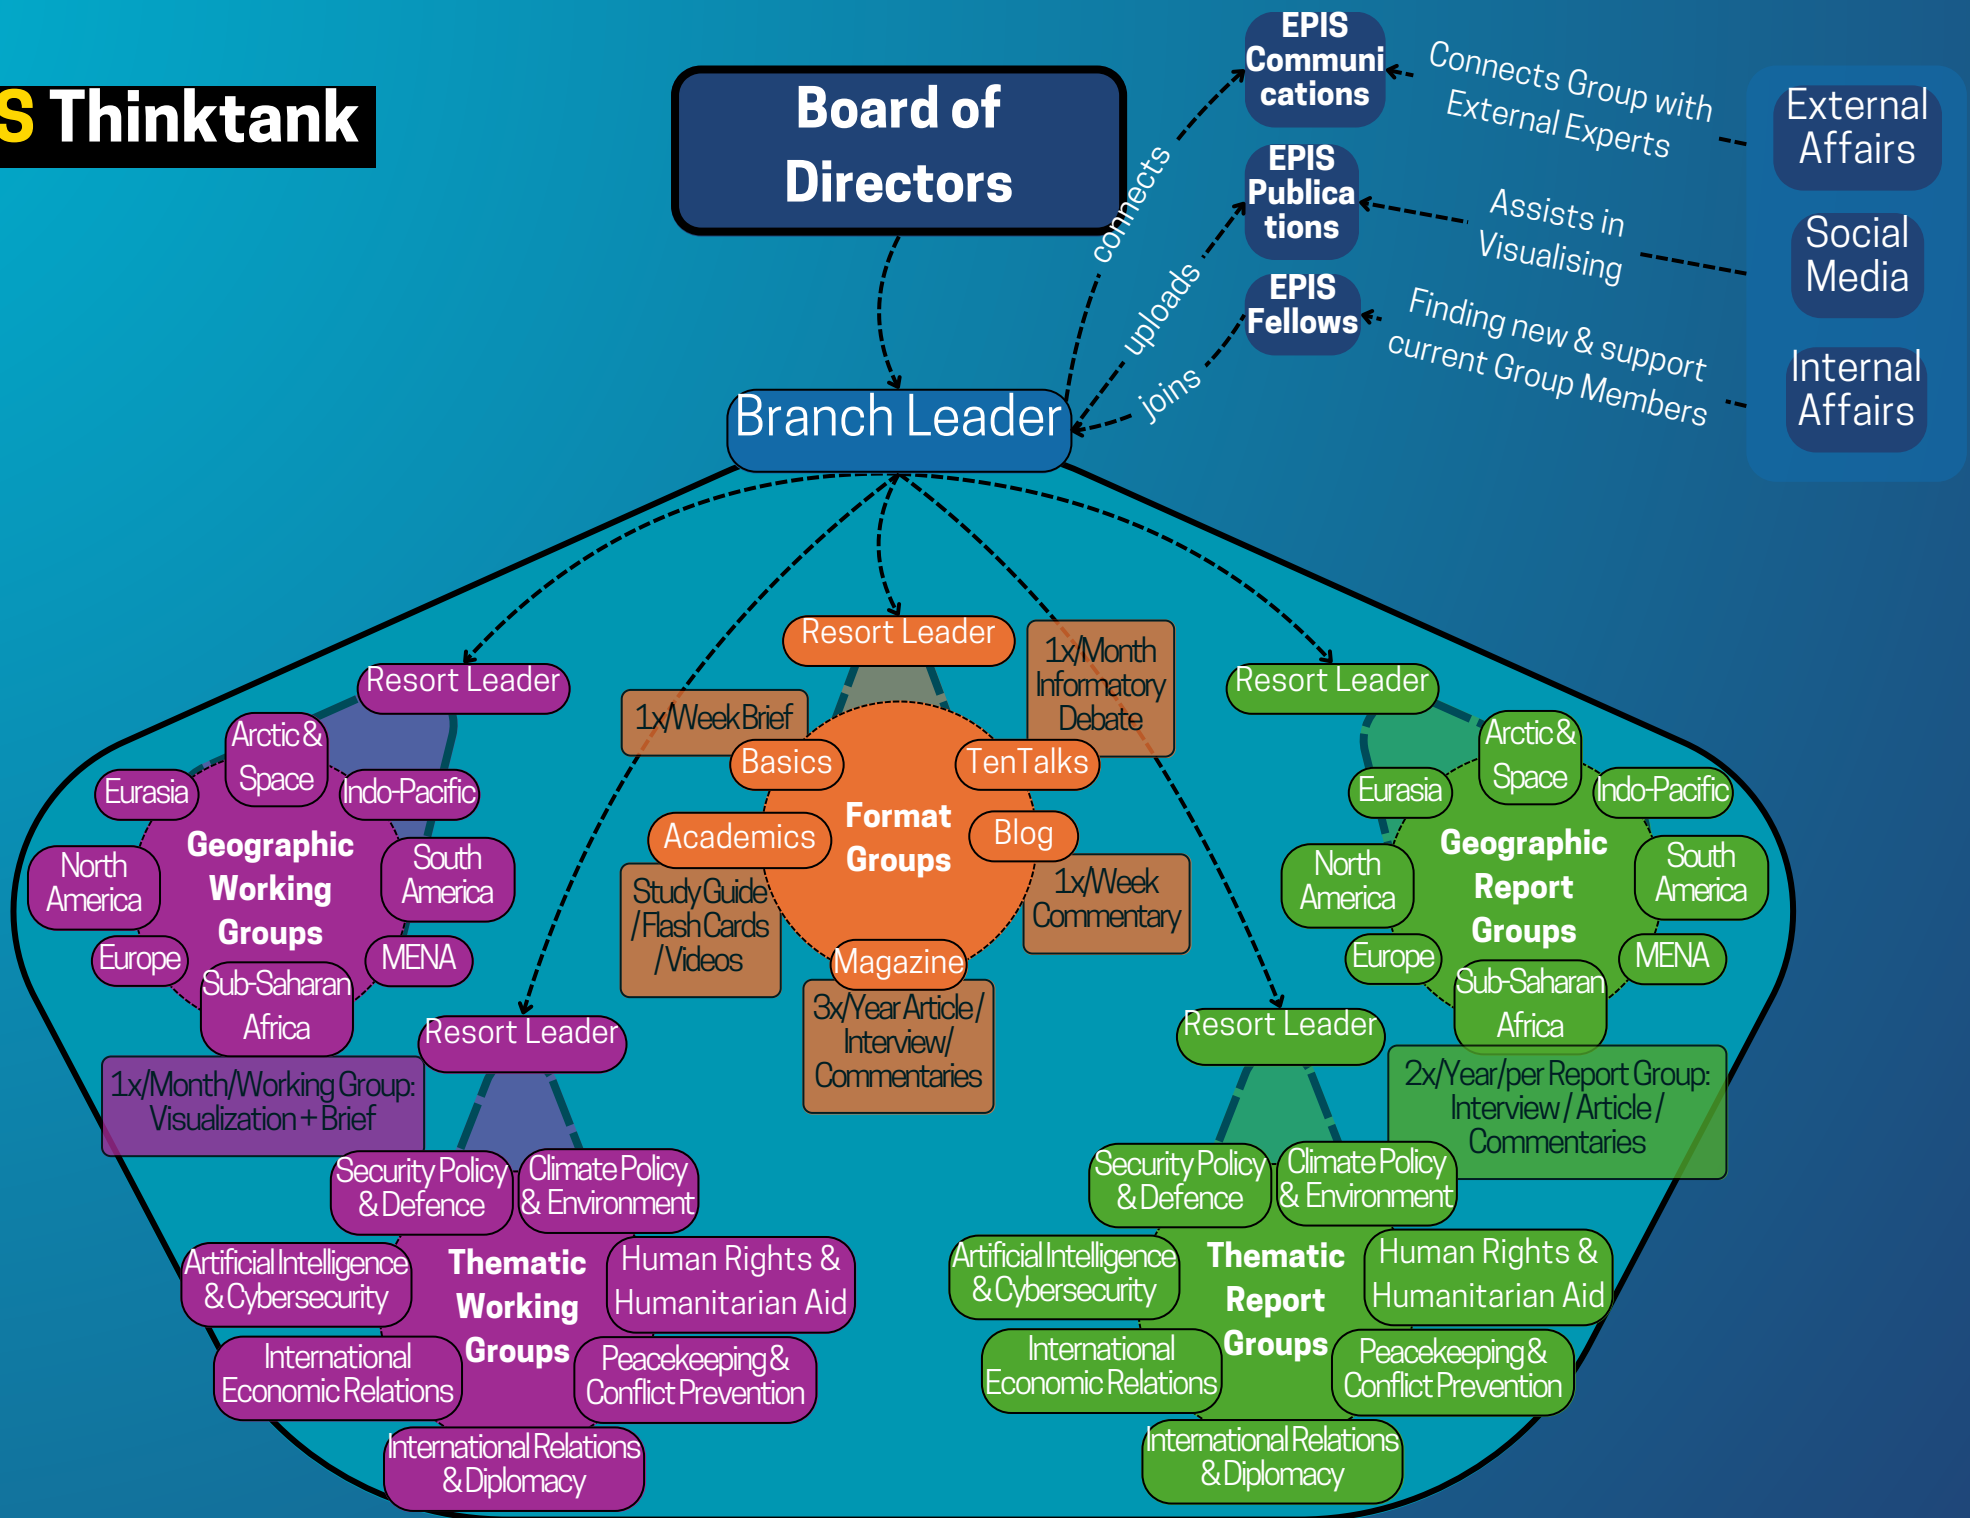 S Thinktank
Board of
Directors
EPIS
Communi
cations
EPIS
Publica
tions
EPIS
Fellows
Connects Group with
External Experts
Assists in
Visualising
Finding new & support
current Group Members
External
Affairs
Social
Media
Internal
Affairs
connects
uploads
joins
Branch Leader
Resort Leader
Arctic &
Space
Eurasia
Indo-Pacific
North
America
South
America
Europe
MENA
Sub-Saharan
Africa
Geographic
Working
Groups
1x/Month/Working Group:
Visualization + Brief
Resort Leader
1x/Week Brief
1x/Month
Informatory
Debate
Basics
TenTalks
Academics
Blog
Format
Groups
Study Guide
/Flash Cards
/Videos
1x/Week
Commentary
Magazine
3x/Year Article /
Interview/
Commentaries
Resort Leader
Arctic &
Space
Eurasia
Indo-Pacific
North
America
South
America
Europe
MENA
Sub-Saharan
Africa
Geographic
Report
Groups
2x/Year/per Report Group:
Interview / Article /
Commentaries
Resort Leader
Security Policy
& Defence
Climate Policy
& Environment
Artificial Intelligence
& Cybersecurity
Human Rights &
Humanitarian Aid
Thematic
Working
Groups
International
Economic Relations
Peacekeeping &
Conflict Prevention
International Relations
& Diplomacy
Resort Leader
Security Policy
& Defence
Climate Policy
& Environment
Artificial Intelligence
& Cybersecurity
Human Rights &
Humanitarian Aid
Thematic
Report
Groups
International
Economic Relations
Peacekeeping &
Conflict Prevention
International Relations
& Diplomacy